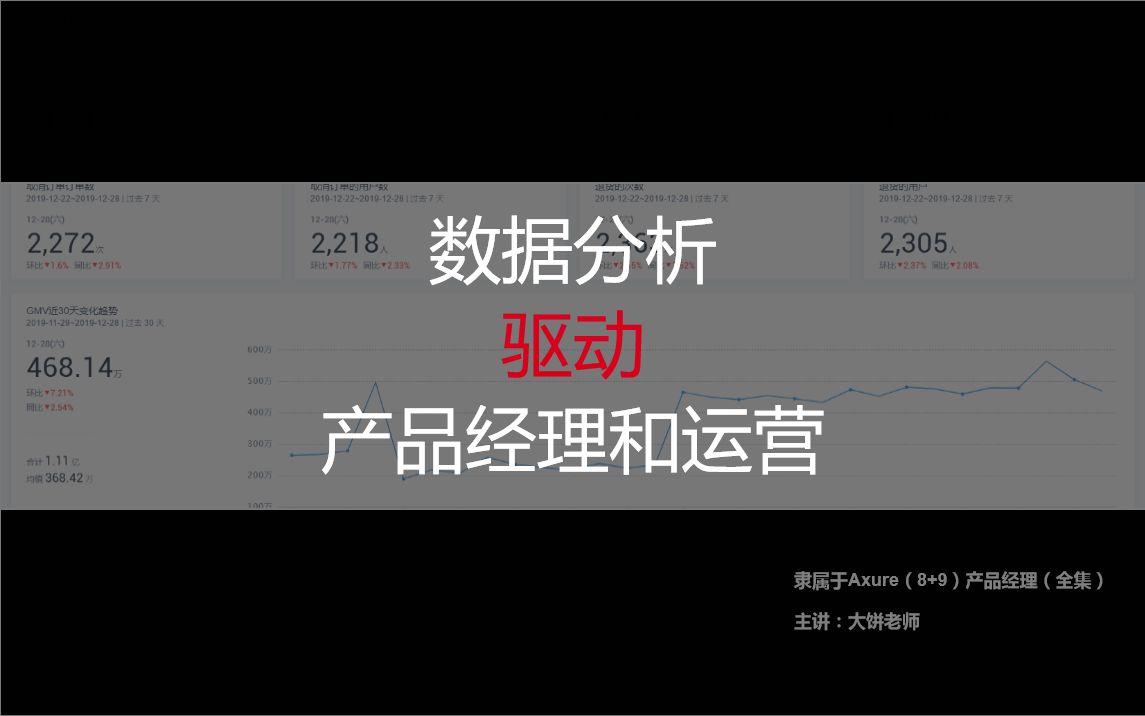 取消订单订单数
2019-12-22~2019-12-28 | 过去 7 天
12-28(六)
2,272次
环比▼1.6% 同比▼2.91%
取消订单的用户数
2019-12-22~2019-12-28 | 过去 7 天
12-28(六)
2,218人
环比▼1.77% 同比▼2.33%
退货的次数
2019-12-22~2019-12-28 | 过去 7 天
退货的用户
2019-12-22~2019-12-28 | 过去 7 天
12-28(六)
2,305人
环比▼2.37% 同比▼2.08%
数据分析
驱动
产品经理和运营
GMV近30天变化趋势
2019-11-29~2019-12-28 | 过去 30 天
12-28(六)
468.14万
环比▼7.21%
同比▼2.54%
合计 1.11 亿
均值 368.42 万
600万
500万
400万
300万
200万
100万
隶属于Axure（8+9）产品经理（全集）
主讲：大饼老师